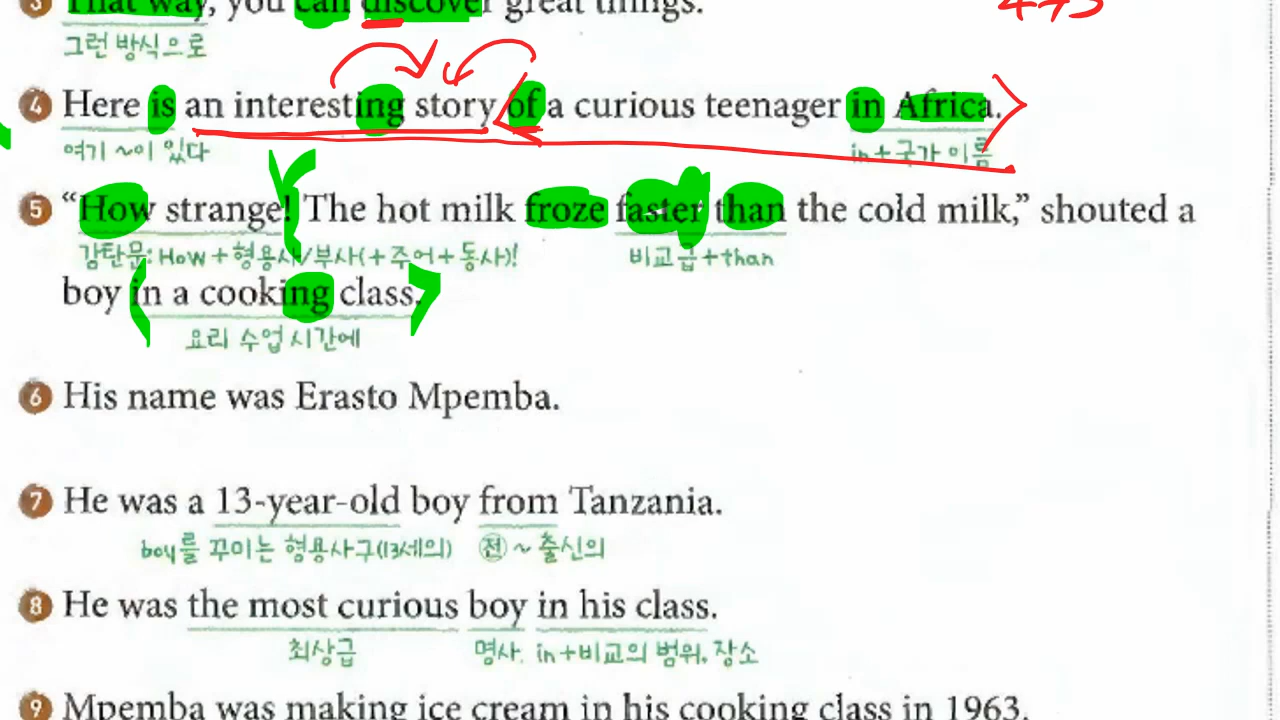 3 That way, you can discover great things.
그런 방식으로
4 Here is an interesting story of a curious teenager in Africa.
여기 ~이 있다 in+국가 이름
5 “How strange! The hot milk froze faster than the cold milk,” shouted a
감탄문: How+형용사/부사(+주어+동사)! 비교급+than
boy in a cooking class.
요리 수업 시간에
6 His name was Erasto Mpemba.
7 He was a 13-year-old boy from Tanzania.
boy를 꾸미는 형용사구(13세의) 전 ~ 출신의
8 He was the most curious boy in his class.
최상급 명사 in+비교의 범위, 장소
9 Mpemba was making ice cream in his cooking class in 1963.